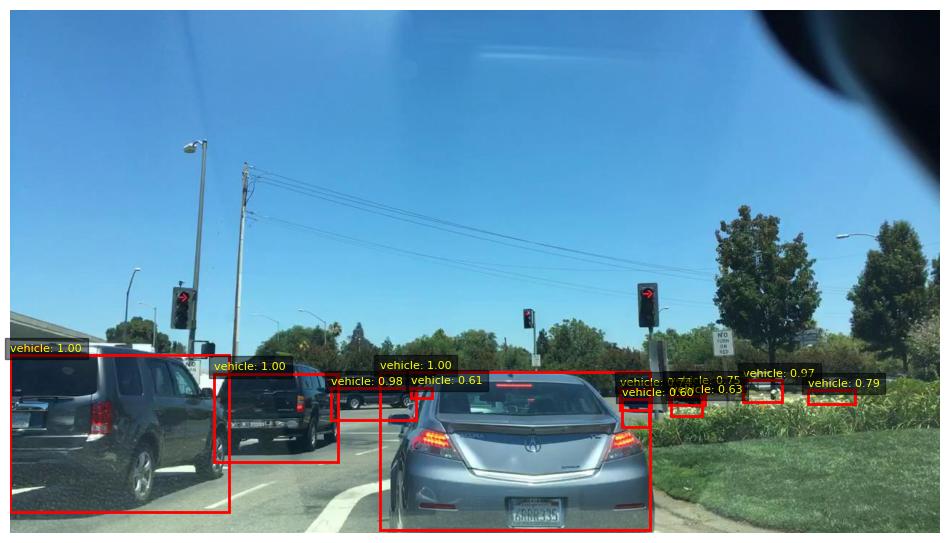 NO
TURN
ON
RED
vehicle: 1.00
vehicle: 1.00
vehicle: 0.98
vehicle: 1.00
vehicle: 0.61
vehicle: 0.60
vehicle: 0.63
vehicle: 0.97
vehicle: 0.79